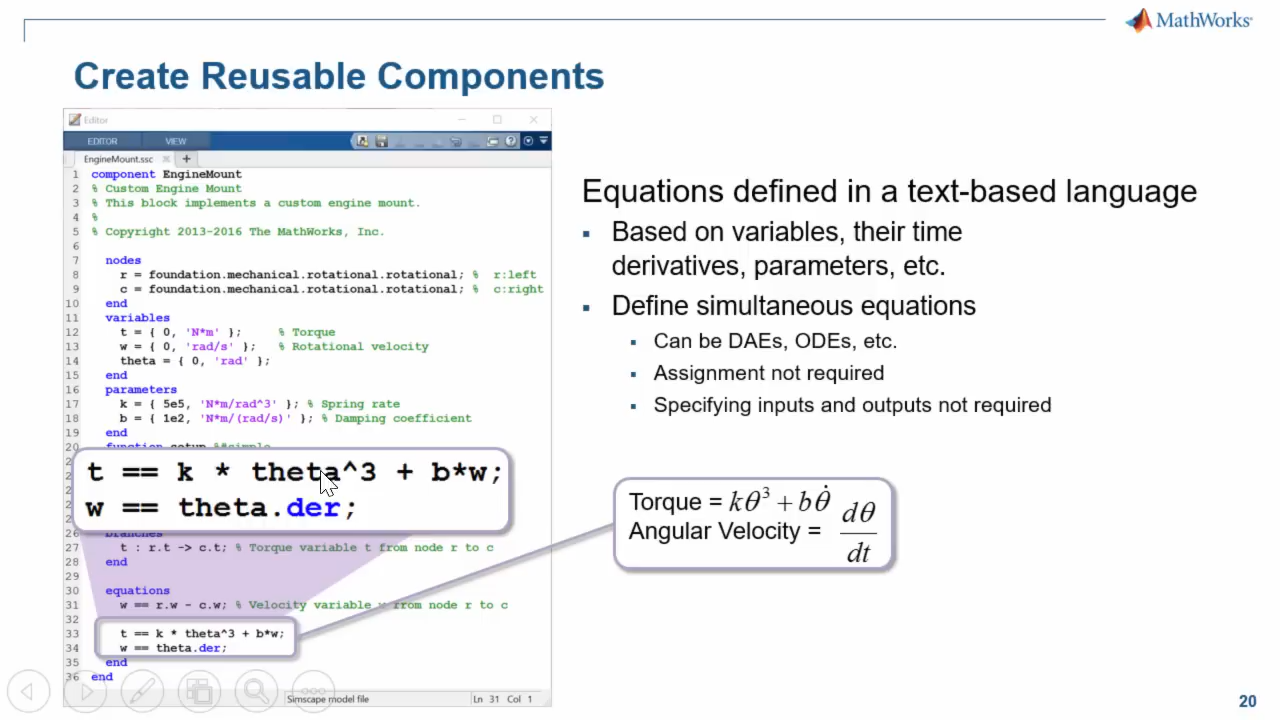 MathWorks®
Create Reusable Components
Editor
EDITOR VIEW
EngineMount.ssc × +
1 component EngineMount
2 % Custom Engine Mount
3 % This block implements a custom engine mount.
4 %
5 % Copyright 2013-2016 The MathWorks, Inc.
6
7 nodes
8 r = foundation.mechanical.rotational.rotational; % r:left
9 c = foundation.mechanical.rotational.rotational; % c:right
10 end
11 variables
12 t = { 0, 'N*m' }; % Torque
13 w = { 0, 'rad/s' }; % Rotational velocity
14 theta = { 0, 'rad' };
15 end
16 parameters
17 k = { 5e5, 'N*m/rad^3' }; % Spring rate
18 b = { 1e2, 'N*m/(rad/s)' }; % Damping coefficient
19 end
20 function setup %#simple
t == k * theta^3 + b*w;
w == theta.der;
26 branches
27 t : r.t -> c.t; % Torque variable t from node r to c
28 end
29
30 equations
31 w == r.w - c.w; % Velocity variable w from node r to c
32
33 t == k * theta^3 + b*w;
34 w == theta.der;
35 end
36 end
Simscape model file Ln 31 Col 1
Equations defined in a text-based language
▪ Based on variables, their time
derivatives, parameters, etc.
▪ Define simultaneous equations
▪ Can be DAEs, ODEs, etc.
▪ Assignment not required
▪ Specifying inputs and outputs not required
Torque = kθ³ + bθ̇
Angular Velocity = dθ/dt
20